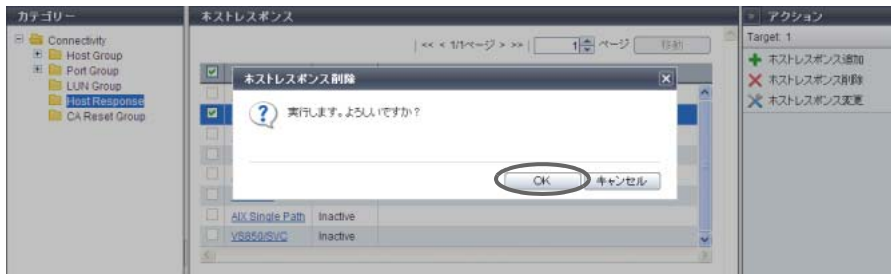 カテゴリー
Connectivity
Host Group
Port Group
LUN Group
Host Response
CA Reset Group
ホストレスポンス
<< < 1/1ページ > >> 1 ページ 移動
ホストレスポンス削除
実行します。よろしいですか?
OK キャンセル
AIX Single Path Inactive
VS850/SVC Inactive
アクション
Target: 1
ホストレスポンス追加
ホストレスポンス削除
ホストレスポンス変更